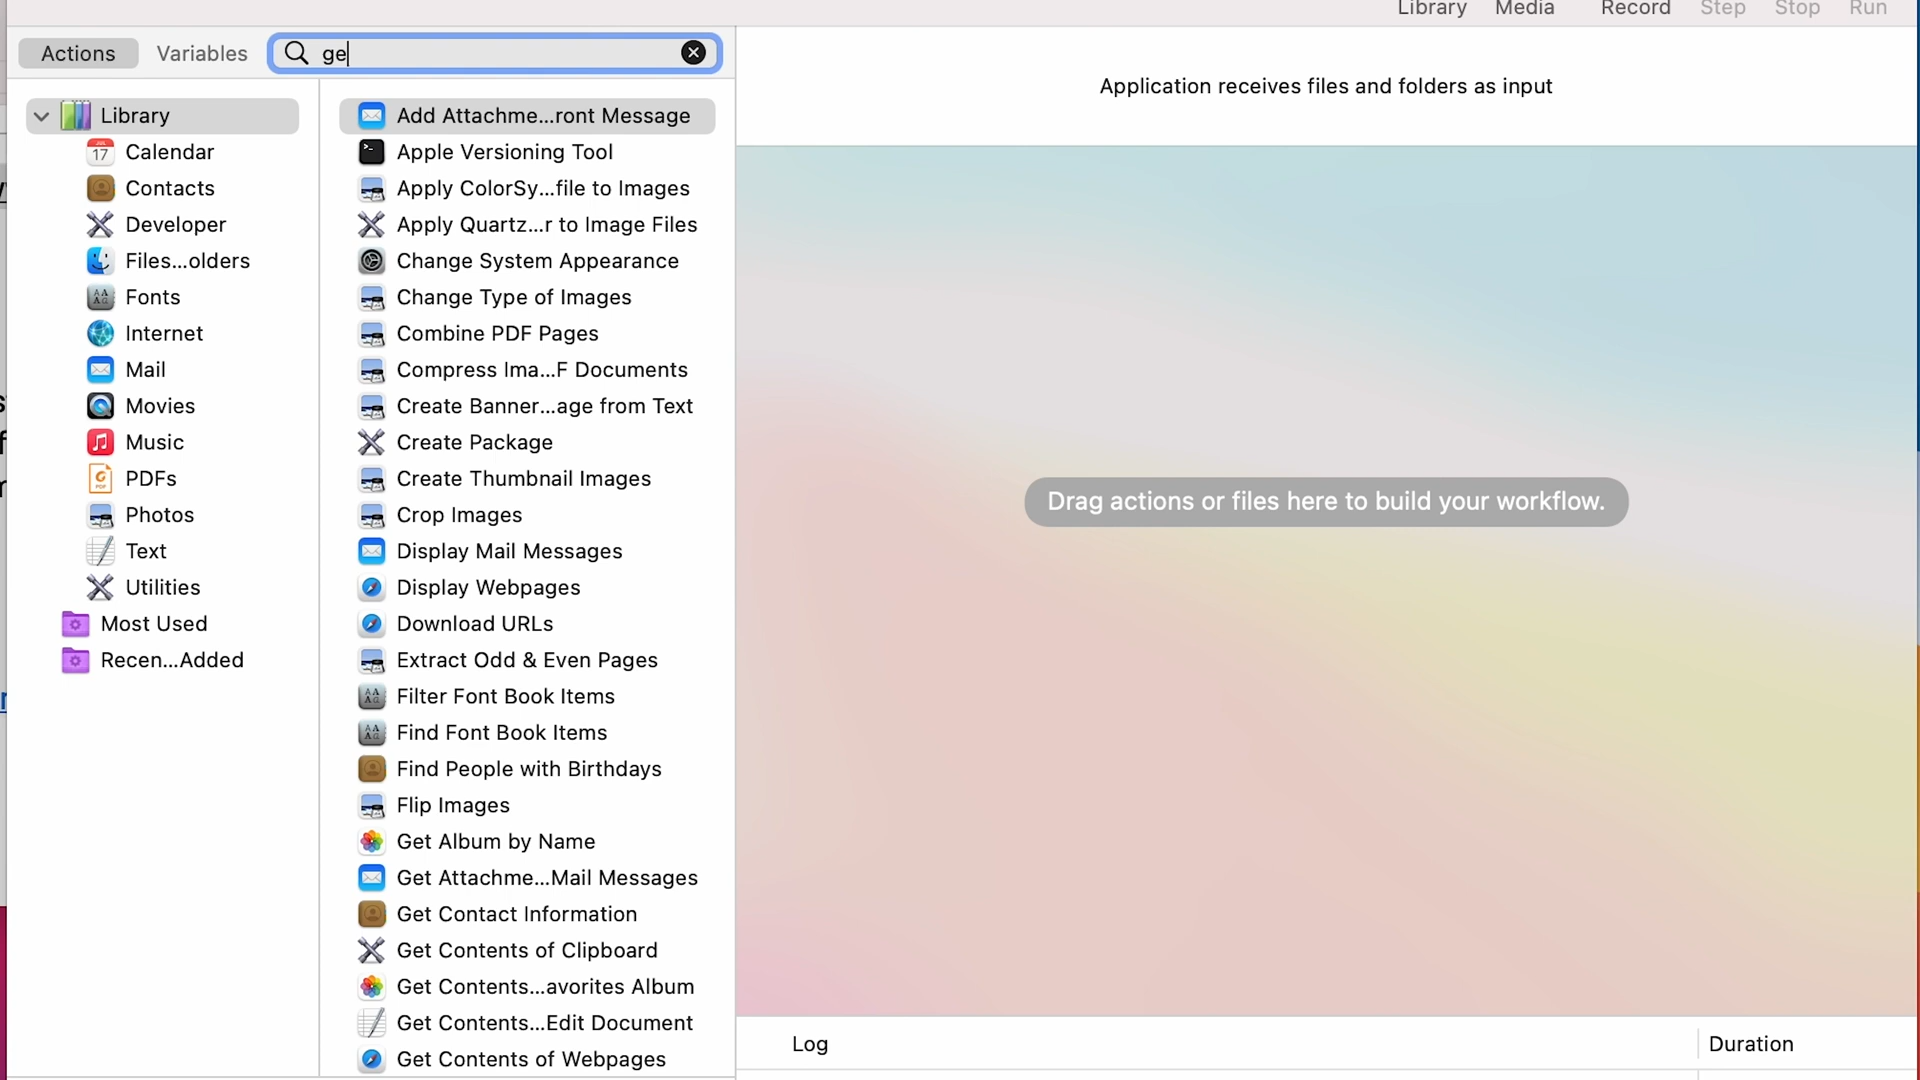 Library Media Record Step Stop Run
Actions Variables ge
Application receives files and folders as input
Library
Calendar
Contacts
Developer
Files...olders
Fonts
Internet
Mail
Movies
Music
PDFs
Photos
Text
Utilities
Most Used
Recen...Added
Add Attachme...ront Message
Apple Versioning Tool
Apply ColorSy...file to Images
Apply Quartz...r to Image Files
Change System Appearance
Change Type of Images
Combine PDF Pages
Compress Ima...F Documents
Create Banner...age from Text
Create Package
Create Thumbnail Images
Crop Images
Display Mail Messages
Display Webpages
Download URLs
Extract Odd & Even Pages
Filter Font Book Items
Find Font Book Items
Find People with Birthdays
Flip Images
Get Album by Name
Get Attachme...Mail Messages
Get Contact Information
Get Contents of Clipboard
Get Contents...avorites Album
Get Contents...Edit Document
Get Contents of Webpages
Drag actions or files here to build your workflow.
Log Duration